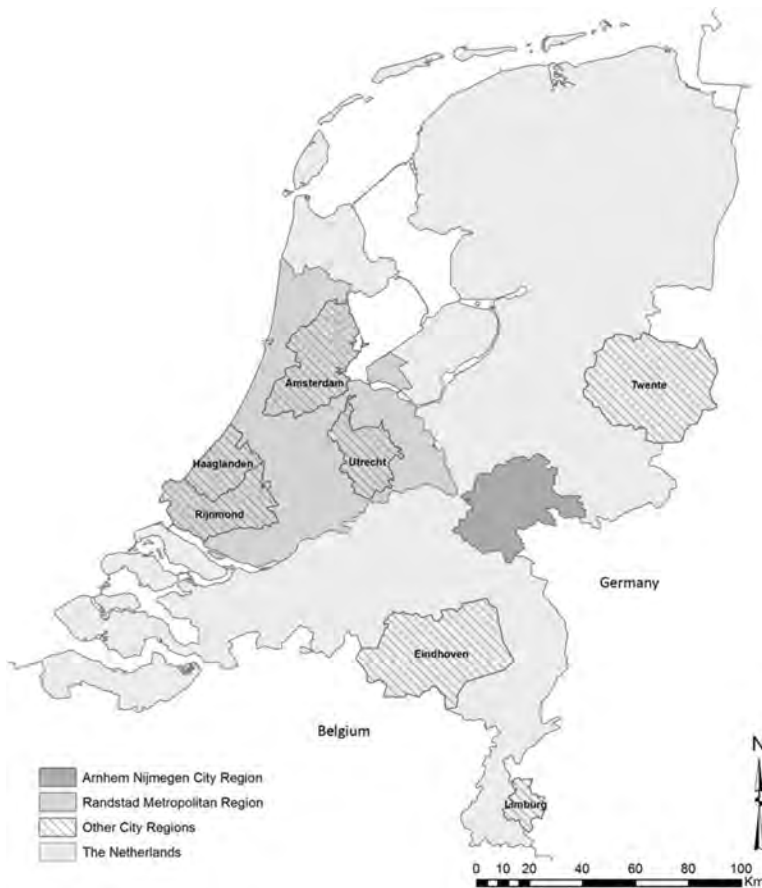 Amsterdam
Twente
Haaglanden
Utrecht
Rijnmond
Germany
Eindhoven
Belgium
Limburg
N
Arnhem Nijmegen City Region
Randstad Metropolitan Region
Other City Regions
The Netherlands
0 10 20 40 60 80 100
Km